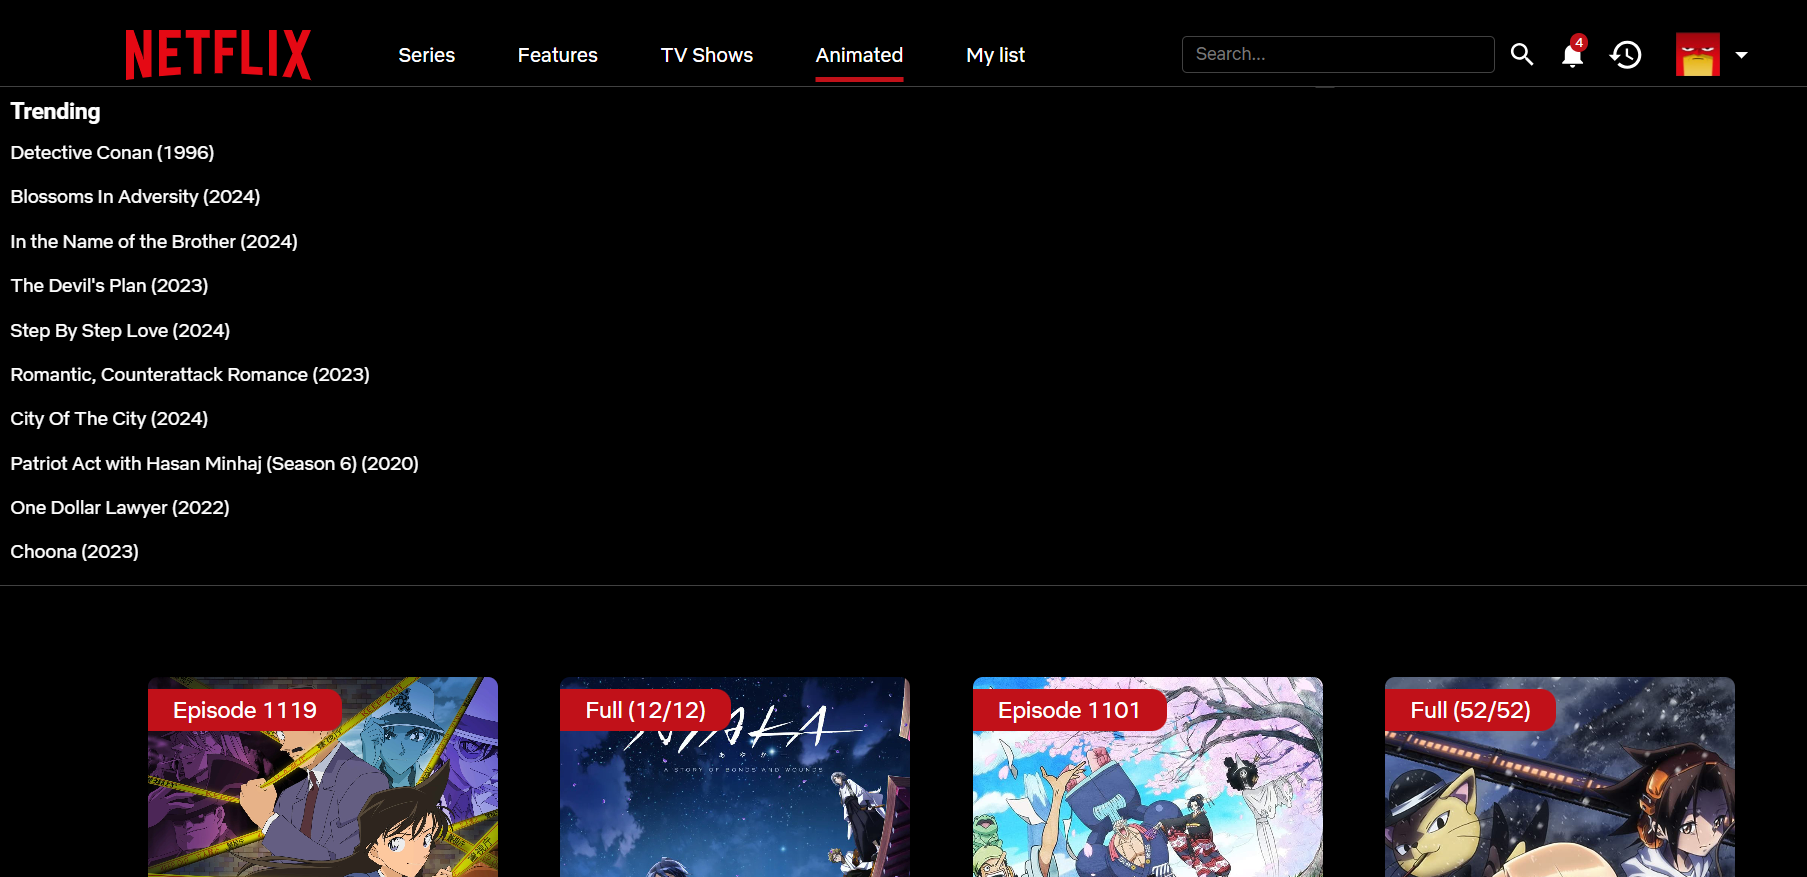 NETFLIX
Series
Features
TV Shows
Animated
My list
Search...
4
Trending
Detective Conan (1996)
Blossoms In Adversity (2024)
In the Name of the Brother (2024)
The Devil's Plan (2023)
Step By Step Love (2024)
Romantic, Counterattack Romance (2023)
City Of The City (2024)
Patriot Act with Hasan Minhaj (Season 6) (2020)
One Dollar Lawyer (2022)
Choona (2023)
Episode 1119
Full (12/12)
A STORY OF BONDS AND WOUNDS
Episode 1101
Full (52/52)